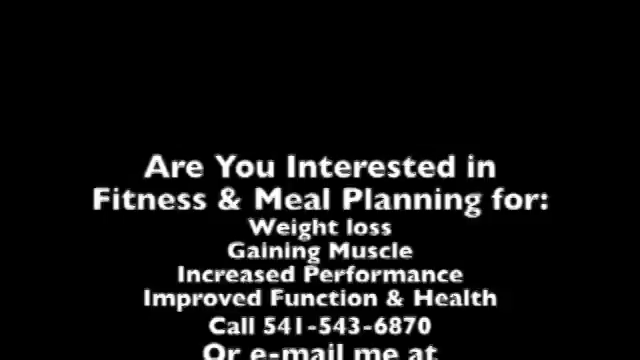 Are You Interested in
Fitness & Meal Planning for:
Weight loss
Gaining Muscle
Increased Performance
Improved Function & Health
Call 541-543-6870
Or e-mail me at